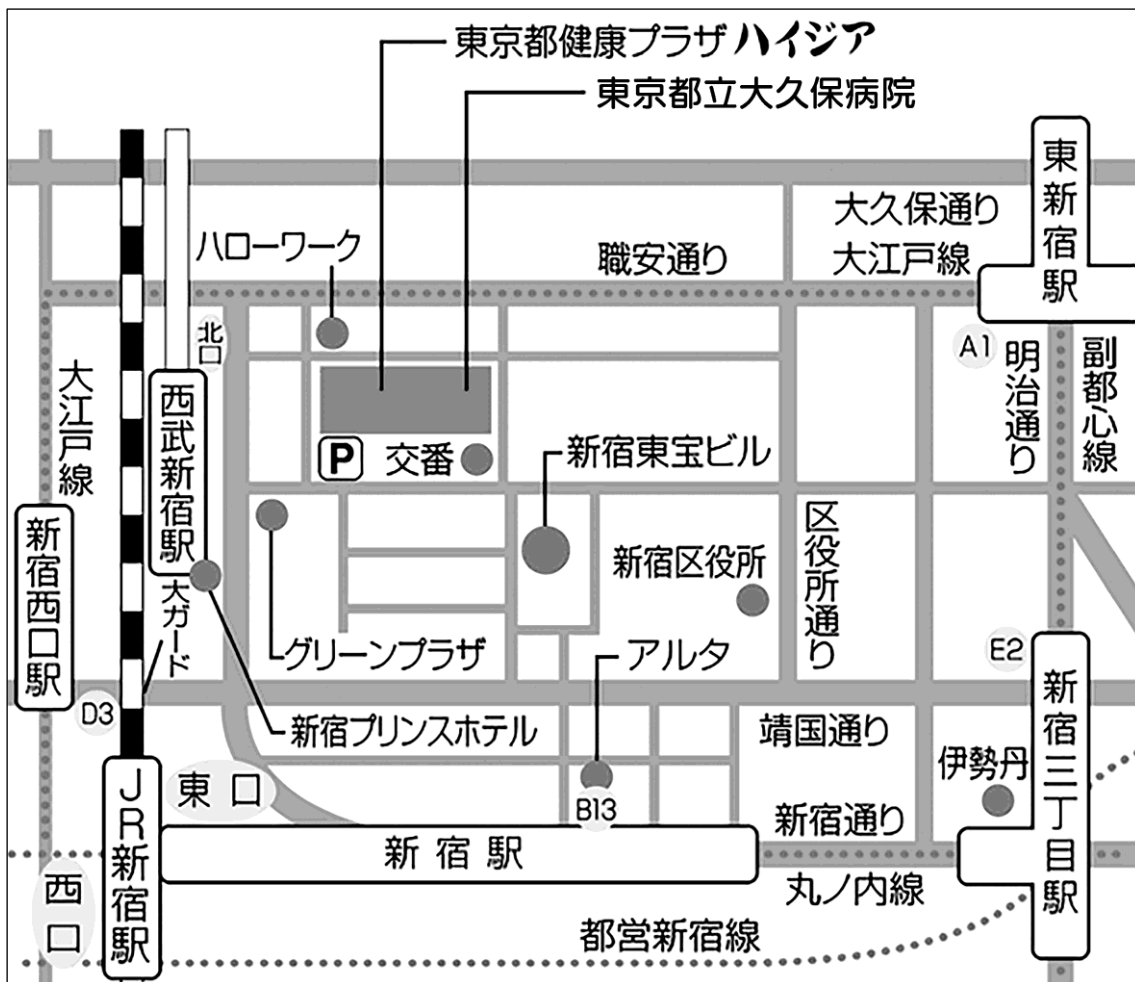 東京都健康プラザ ハイジア
東京都立大久保病院
東新宿駅
大久保通り
ハローワーク
職安通り
大江戸線
北口
A1
明治通り
副都心線
大江戸線
西武新宿駅
P
交番
新宿東宝ビル
新宿西口駅
区役所通り
新宿区役所
大ガード
グリーンプラザ
アルタ
E2
新宿三丁目駅
D3
新宿プリンスホテル
靖国通り
伊勢丹
東口
JR新宿駅
B13
新宿通り
新宿駅
西口
丸ノ内線
都営新宿線